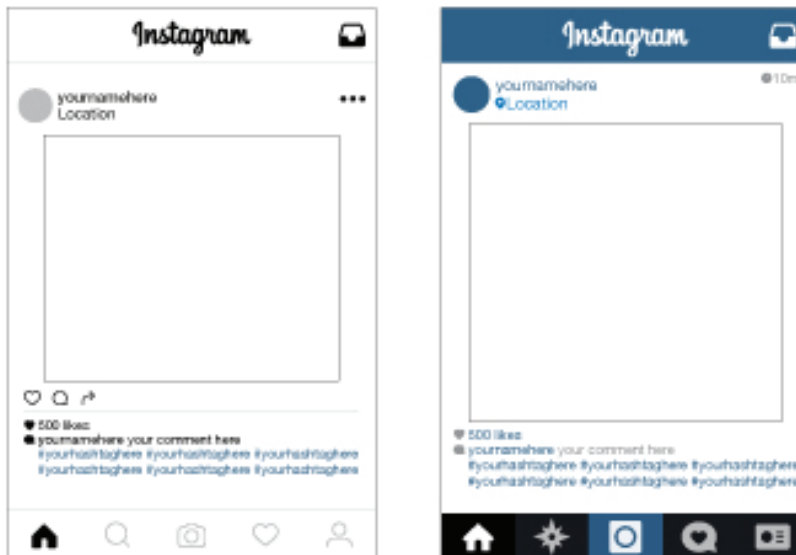 Instagram
yournamehere
Location
500 likes
yournamehere your comment here
#yourhashtaghere #yourhashtaghere #yourhashtaghere
#yourhashtaghere #yourhashtaghere #yourhashtaghere
Instagram
yournamehere
10m
Location
500 likes
yournamehere your comment here
#yourhashtaghere #yourhashtaghere #yourhashtaghere
#yourhashtaghere #yourhashtaghere #yourhashtaghere